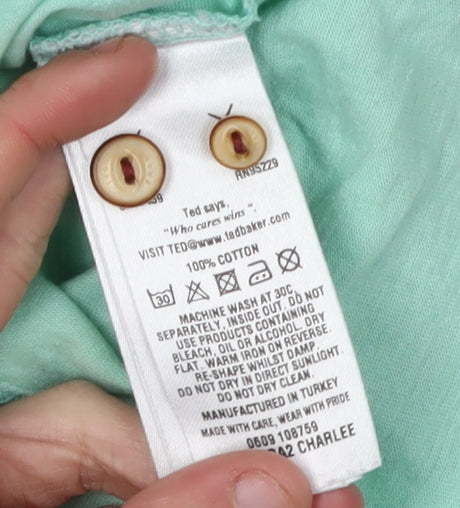 59
RN95229
Ted says,
"Who cares wins".
VISIT TED@www.tedbaker.com
100% COTTON
30
MACHINE WASH AT 30C
SEPARATELY, INSIDE OUT. DO NOT
USE PRODUCTS CONTAINING
BLEACH, OIL OR ALCOHOL. DRY
FLAT. WARM IRON ON REVERSE.
RE-SHAPE WHILST DAMP.
DO NOT DRY IN DIRECT SUNLIGHT.
DO NOT DRY CLEAN.
MANUFACTURED IN TURKEY
MADE WITH CARE, WEAR WITH PRIDE
0609 108759
CHARLEE